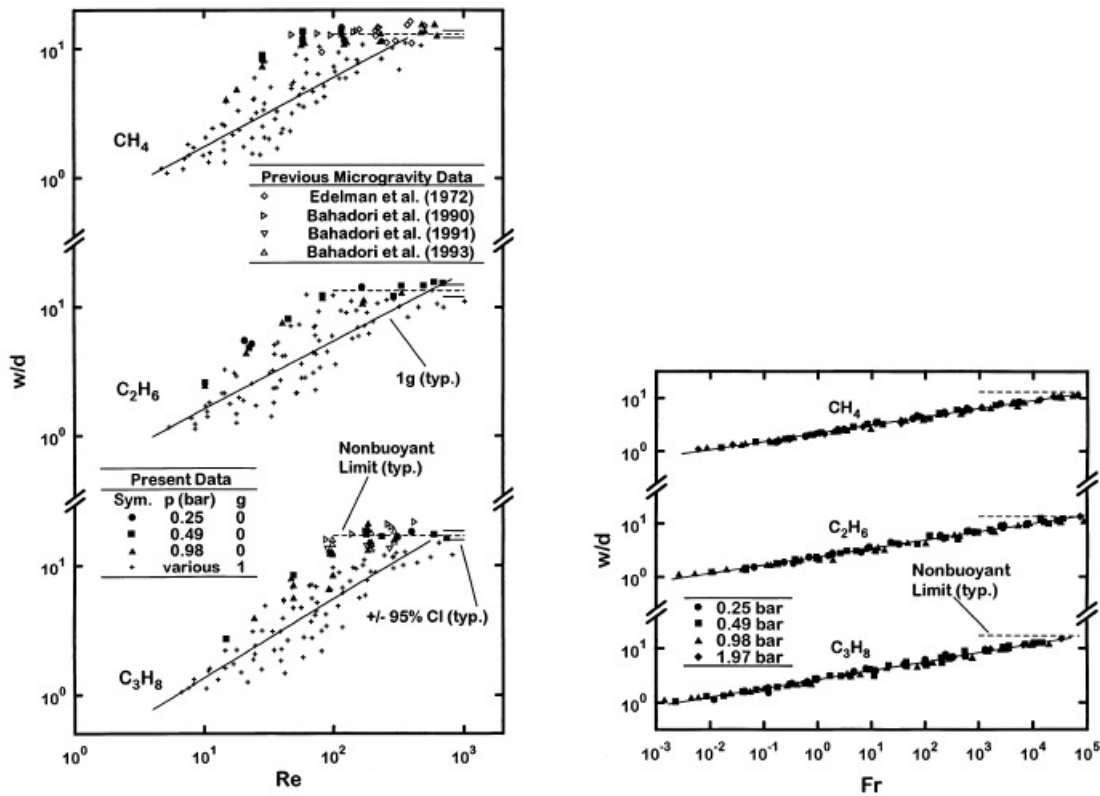 10^1
CH4
10^0
Previous Microgravity Data
Edelman et al. (1972)
Bahadori et al. (1990)
Bahadori et al. (1991)
Bahadori et al. (1993)
10^1
w/d
1g (typ.)
C2H6
10^0
Nonbuoyant
Limit (typ.)
Present Data
Sym. p (bar) g
0.25 0
0.49 0
0.98 0
various 1
10^1
+/- 95% CI (typ.)
C3H8
10^0
10^0 10^1 10^2 10^3
Re
10^1
CH4
10^0
10^1
C2H6
w/d
10^0
Nonbuoyant
Limit (typ.)
0.25 bar
0.49 bar
0.98 bar
1.97 bar
C3H8
10^1
10^0
10^-3 10^-2 10^-1 10^0 10^1 10^2 10^3 10^4 10^5
Fr